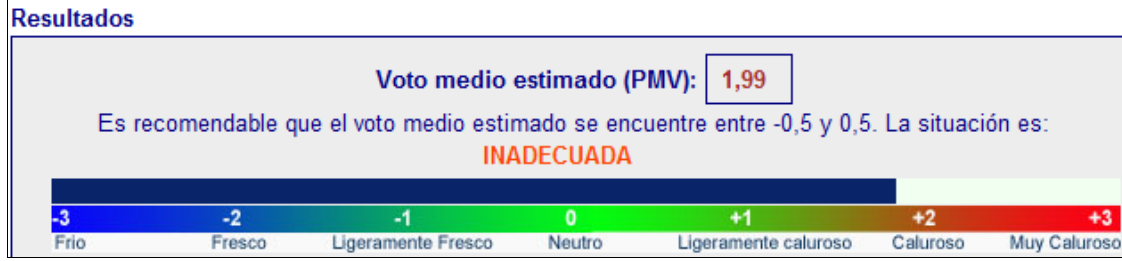 Resultados
Voto medio estimado (PMV): 1,99
Es recomendable que el voto medio estimado se encuentre entre -0,5 y 0,5. La situación es:
INADECUADA
-3 -2 -1 0 +1 +2 +3
Frio Fresco Ligeramente Fresco Neutro Ligeramente caluroso Caluroso Muy Caluroso